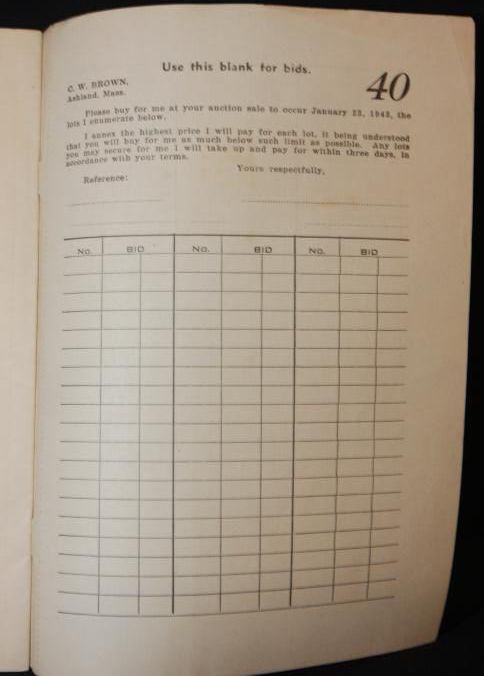 Use this blank for bids.
40
C. W. BROWN,
Ashland, Mass.
Please buy for me at your auction sale to occur January 23, 1943, the
lots I enumerate below.
I annex the highest price I will pay for each lot, it being understood
that you will buy for me as much below such limit as possible. Any lots
you may secure for me I will take up and pay for within three days, in
accordance with your terms.
Yours respectfully,
Reference:
No. BID No. BID No. BID